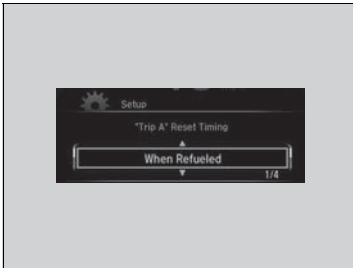 Setup
"Trip A" Reset Timing
When Refueled
1/4